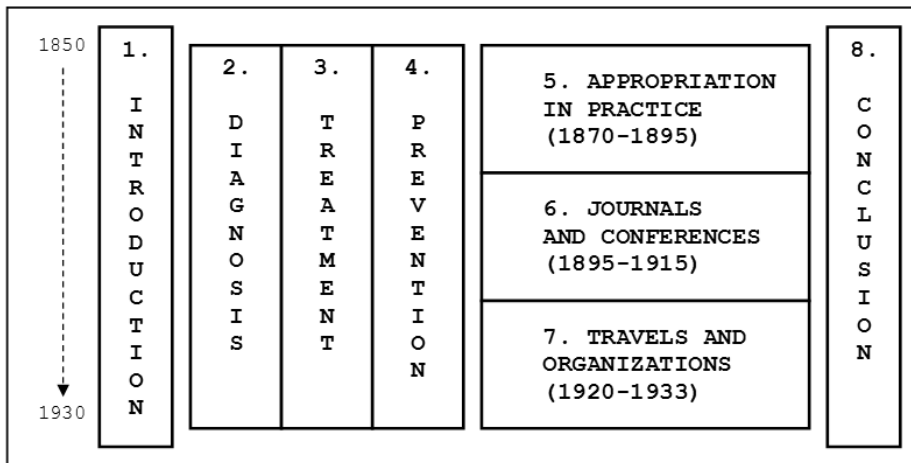 1850
1930
1.
INTRODUCTION
2.
DIAGNOSIS
3.
TREATMENT
4.
PREVENTION
5. APPROPRIATION
IN PRACTICE
(1870-1895)
6. JOURNALS
AND CONFERENCES
(1895-1915)
7. TRAVELS AND
ORGANIZATIONS
(1920-1933)
8.
CONCLUSION